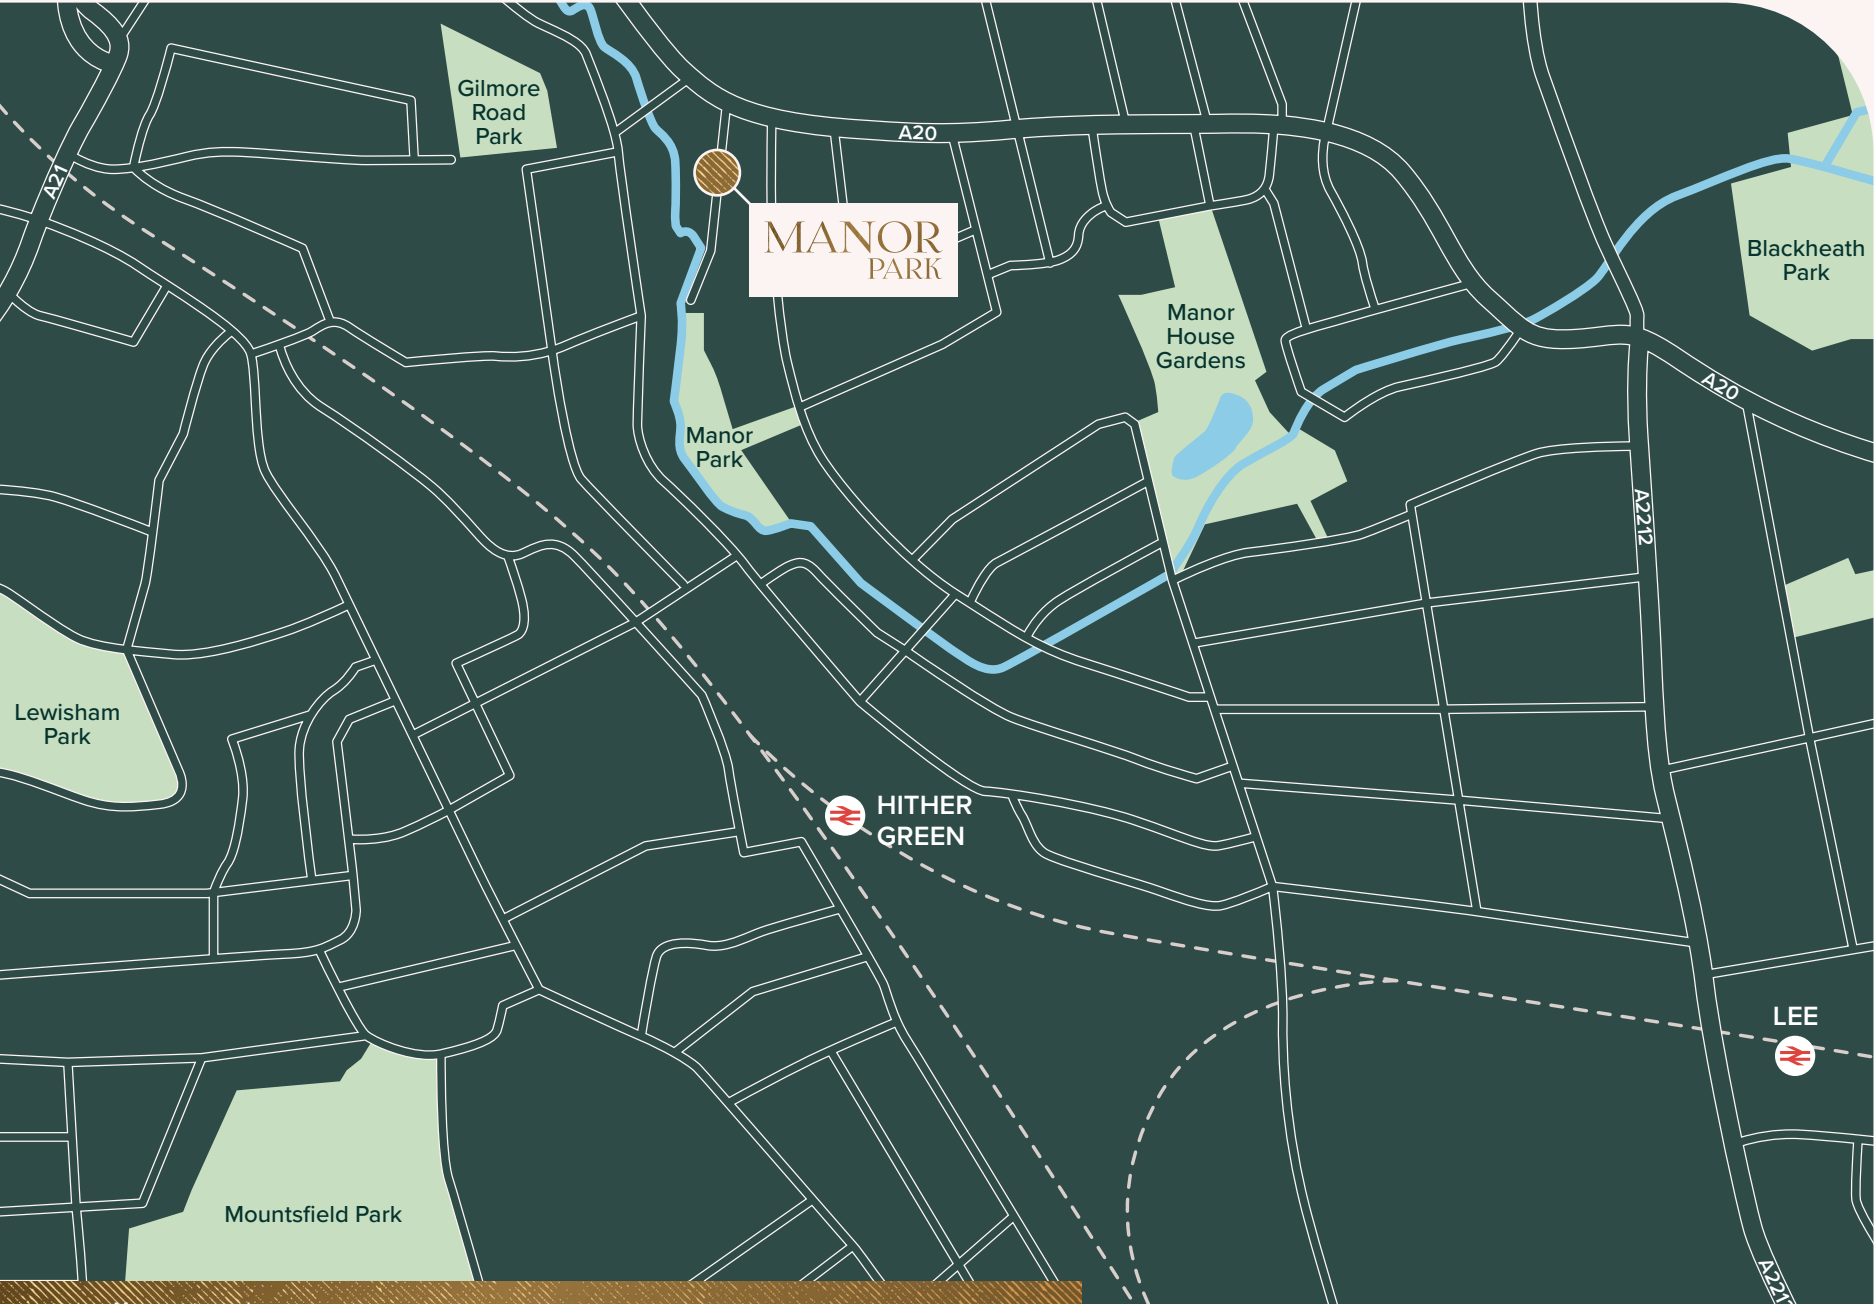 Gilmore
Road
Park
A20
A21
MANOR
PARK
Blackheath
Park
Manor
House
Gardens
A20
Manor
Park
A2212
Lewisham
Park
HITHER
GREEN
LEE
Mountsfield Park